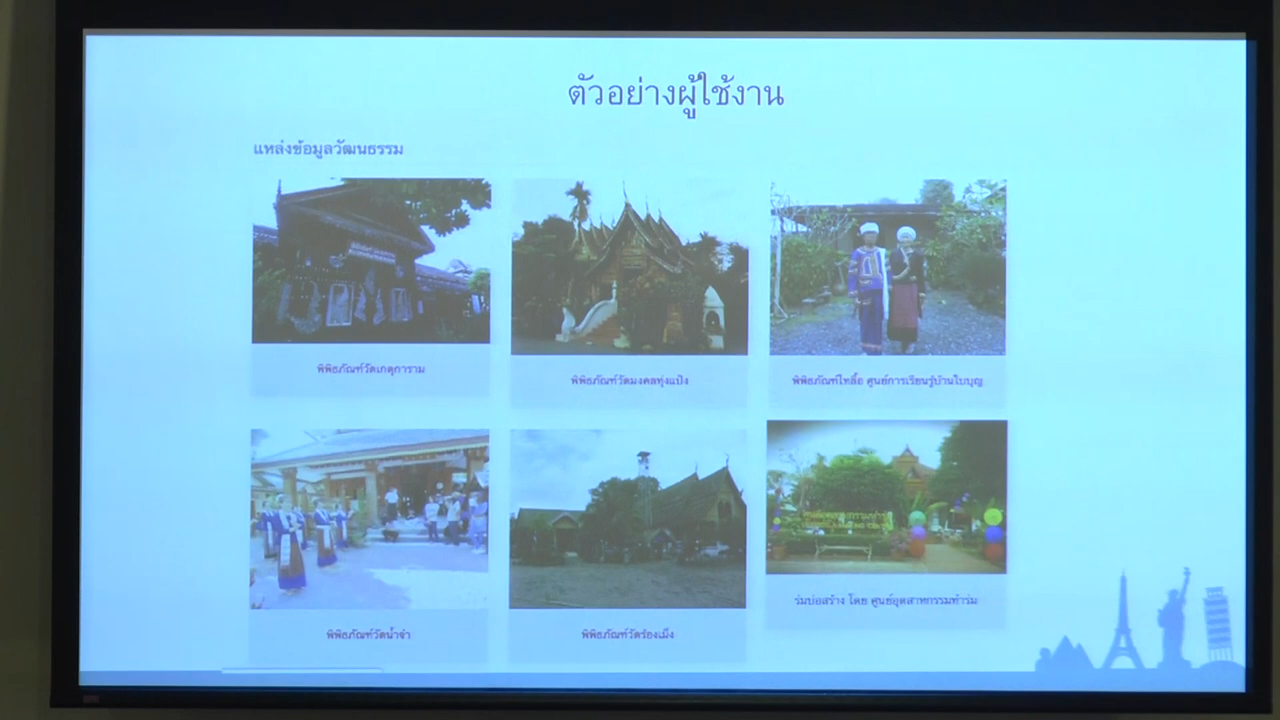 ตัวอย่างผู้ใช้งาน
แหล่งข้อมูลวัฒนธรรม
พิพิธภัณฑ์วัดเกตุการาม
พิพิธภัณฑ์วัดมงคลทุ่งแป้ง
พิพิธภัณฑ์ไทลื้อ ศูนย์การเรียนรู้บ้านใบบุญ
พิพิธภัณฑ์วัดน้ำจำ
พิพิธภัณฑ์วัดร่องเม็ง
ร่มบ่อสร้าง โดย ศูนย์อุตสาหกรรมทำร่ม